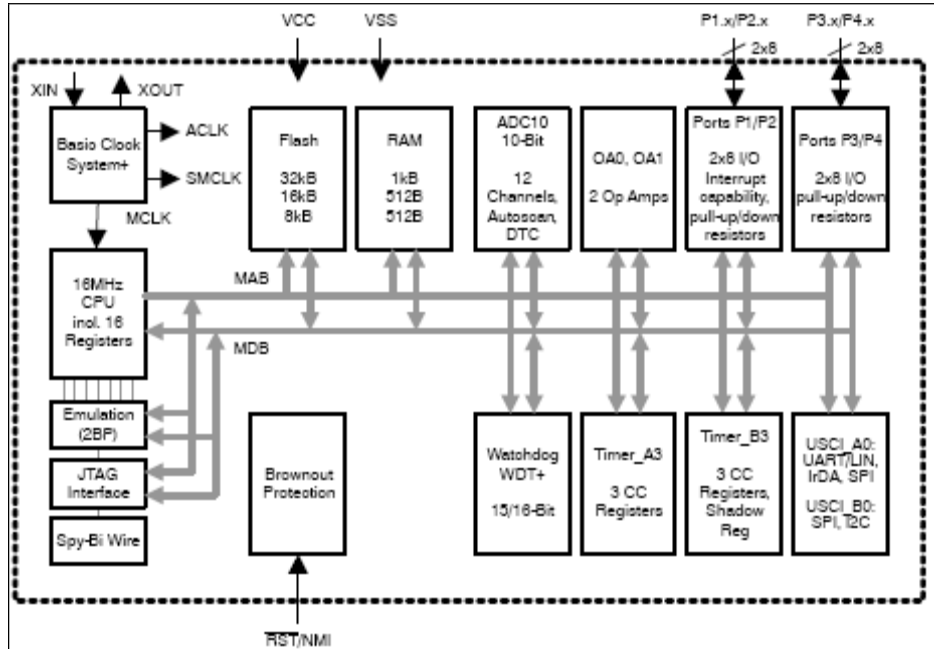 VCC
VSS
P1.x/P2.x
P3.x/P4.x
2x8
2x8
XIN
XOUT
Basic Clock
System+
ACLK
SMCLK
MCLK
Flash
32kB
16kB
8kB
RAM
1kB
512B
512B
ADC10
10-Bit
12
Channels,
Autoscan,
DTC
OA0, OA1
2 Op Amps
Ports P1/P2
2x8 I/O
Interrupt
capability,
pull-up/down
resistors
Ports P3/P4
2x8 I/O
pull-up/down
resistors
16MHz
CPU
incl. 16
Registers
MAB
MDB
Emulation
(2BP)
JTAG
Interface
Spy-Bi Wire
Brownout
Protection
Watchdog
WDT+
15/16-Bit
Timer_A3
3 CC
Registers
Timer_B3
3 CC
Registers,
Shadow
Reg
USCI_A0:
UART/LIN,
IrDA, SPI
USCI_B0:
SPI, I2C
RST/NMI